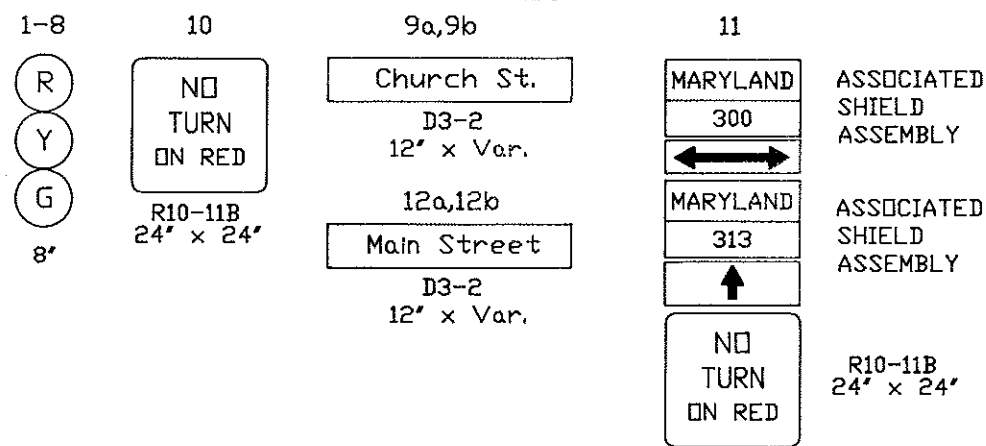 1-8
R
Y
G
8"
10
NO
TURN
ON RED
R10-11B
24" x 24"
9a,9b
Church St.
D3-2
12" x Var.
12a,12b
Main Street
D3-2
12" x Var.
11
MARYLAND
300
MARYLAND
313
NO
TURN
ON RED
ASSOCIATED
SHIELD
ASSEMBLY
ASSOCIATED
SHIELD
ASSEMBLY
R10-11B
24" x 24"